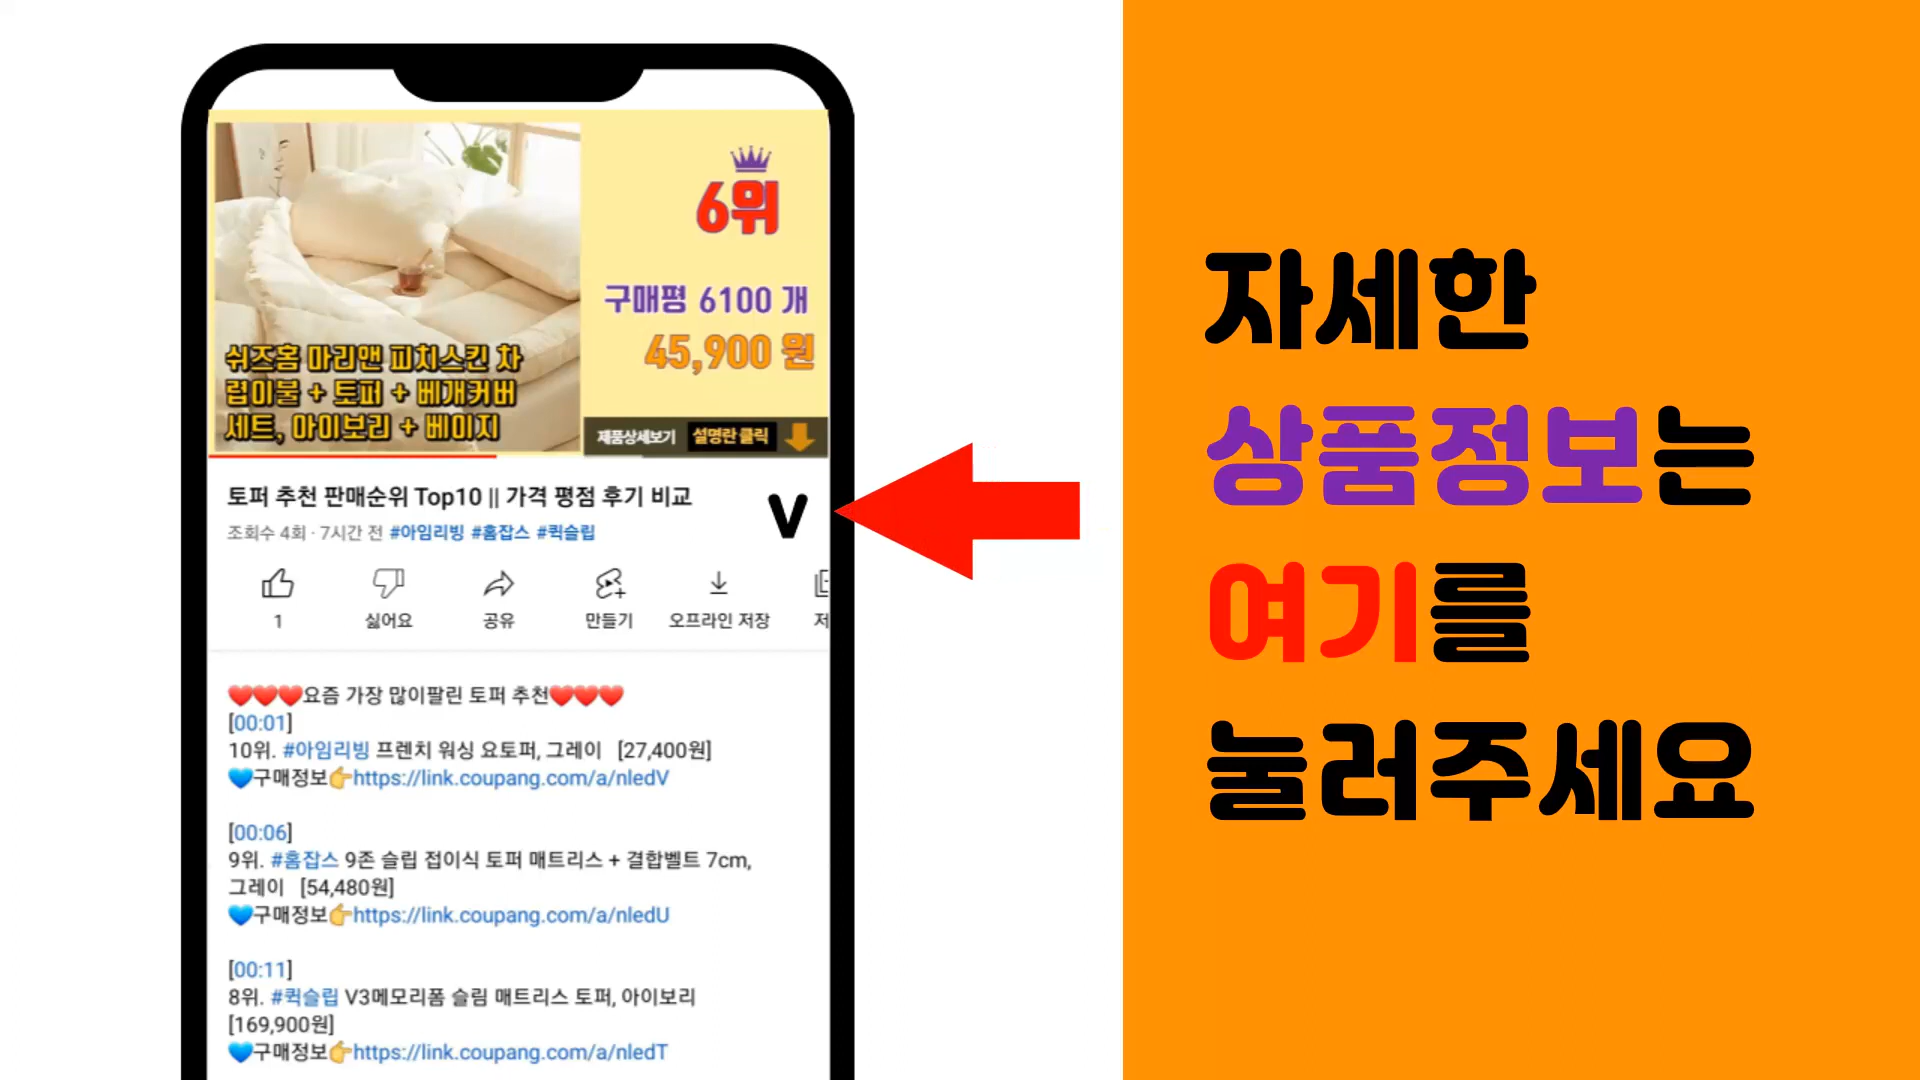 6위
구매평 6100 개
45,900 원
쉬즈홈 마리앤 피치스킨 차
렵이불 + 토퍼 + 베개커버
세트, 아이보리 + 베이지
제품상세보기 설명란 클릭
토퍼 추천 판매순위 Top10 || 가격 평점 후기 비교
V
조회수 4회 · 7시간 전 #아임리빙 #홈잡스 #퀵슬립
1 싫어요 공유 만들기 오프라인 저장 저
❤️❤️❤️요즘 가장 많이팔린 토퍼 추천❤️❤️❤️
[00:01]
10위. #아임리빙 프렌치 워싱 요토퍼, 그레이 [27,400원]
💙구매정보👉https://link.coupang.com/a/nledV
[00:06]
9위. #홈잡스 9존 슬립 접이식 토퍼 매트리스 + 결합벨트 7cm,
그레이 [54,480원]
💙구매정보👉https://link.coupang.com/a/nledU
[00:11]
8위. #퀵슬립 V3메모리폼 슬림 매트리스 토퍼, 아이보리
[169,900원]
💙구매정보👉https://link.coupang.com/a/nledT
자세한
상품정보는
여기를
눌러주세요